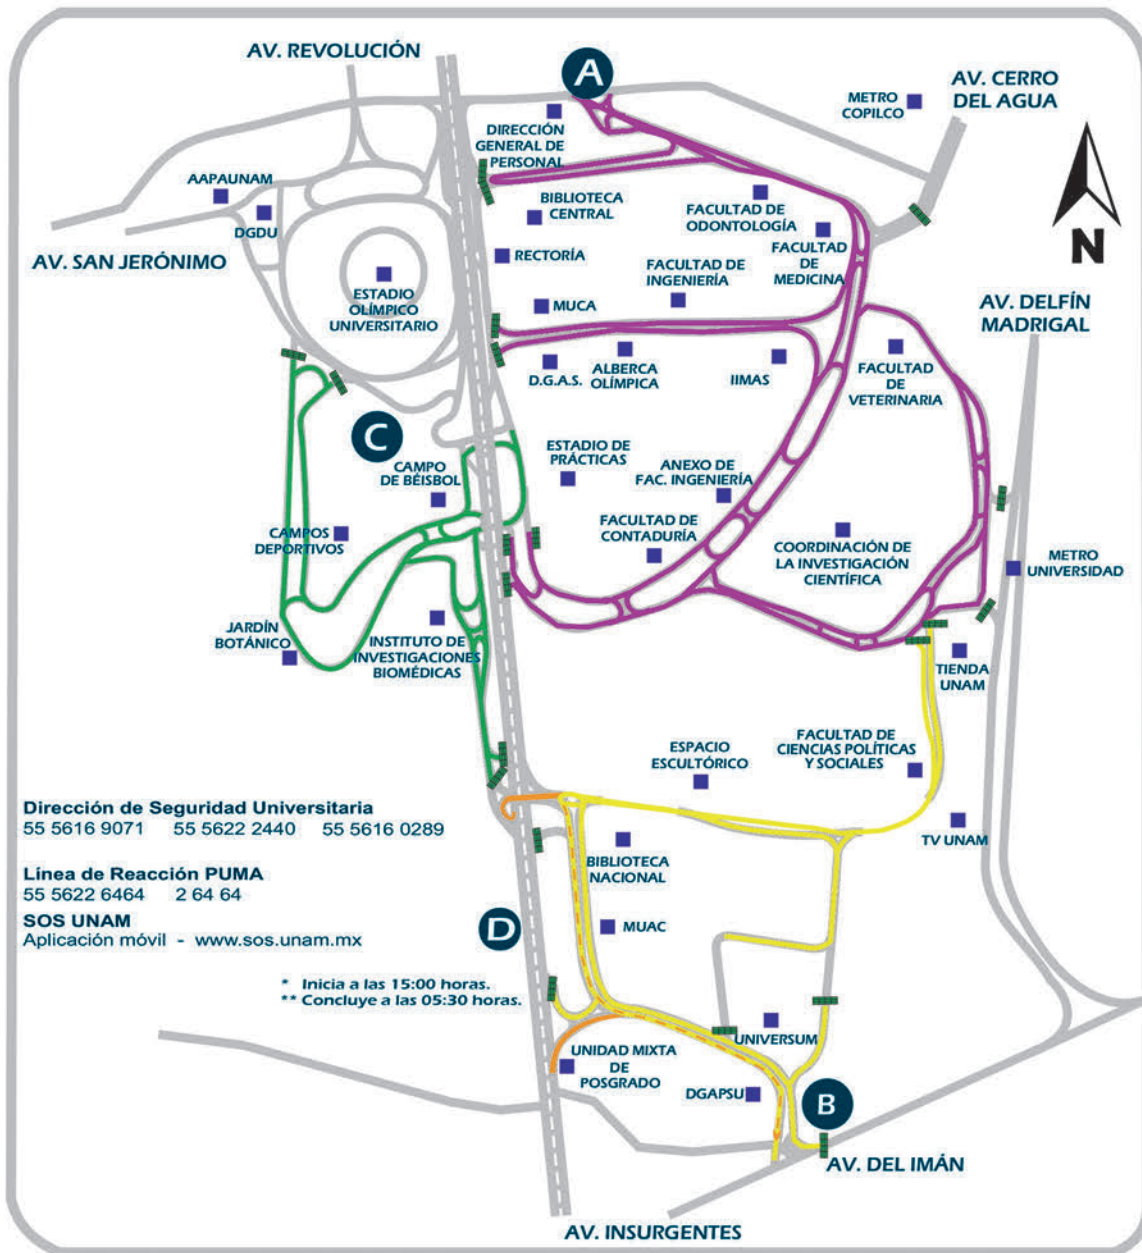 AV. REVOLUCIÓN
A
AV. CERRO
DEL AGUA
METRO
COPILCO
DIRECCIÓN
GENERAL DE
PERSONAL
AAPAUNAM
DGDU
BIBLIOTECA
CENTRAL
FACULTAD DE
ODONTOLOGÍA
FACULTAD
DE
MEDICINA
N
AV. SAN JERÓNIMO
RECTORÍA
FACULTAD DE
INGENIERÍA
ESTADIO
OLÍMPICO
UNIVERSITARIO
MUCA
AV. DELFÍN
MADRIGAL
D.G.A.S.
ALBERCA
OLÍMPICA
IIMAS
FACULTAD
DE
VETERINARIA
C
CAMPO
DE BÉISBOL
ESTADIO DE
PRÁCTICAS
ANEXO DE
FAC. INGENIERÍA
CAMPOS
DEPORTIVOS
FACULTAD DE
CONTADURÍA
COORDINACIÓN DE
LA INVESTIGACIÓN
CIENTÍFICA
METRO
UNIVERSIDAD
JARDÍN
BOTÁNICO
INSTITUTO DE
INVESTIGACIONES
BIOMÉDICAS
TIENDA
UNAM
ESPACIO
ESCULTÓRICO
FACULTAD DE
CIENCIAS POLÍTICAS
Y SOCIALES
Dirección de Seguridad Universitaria
55 5616 9071 55 5622 2440 55 5616 0289
TV UNAM
BIBLIOTECA
NACIONAL
Línea de Reacción PUMA
55 5622 6464 2 64 64
SOS UNAM
Aplicación móvil - www.sos.unam.mx
D
MUAC
* Inicia a las 15:00 horas.
** Concluye a las 05:30 horas.
UNIVERSUM
UNIDAD MIXTA
DE
POSGRADO
DGAPSU
B
AV. DEL IMÁN
AV. INSURGENTES